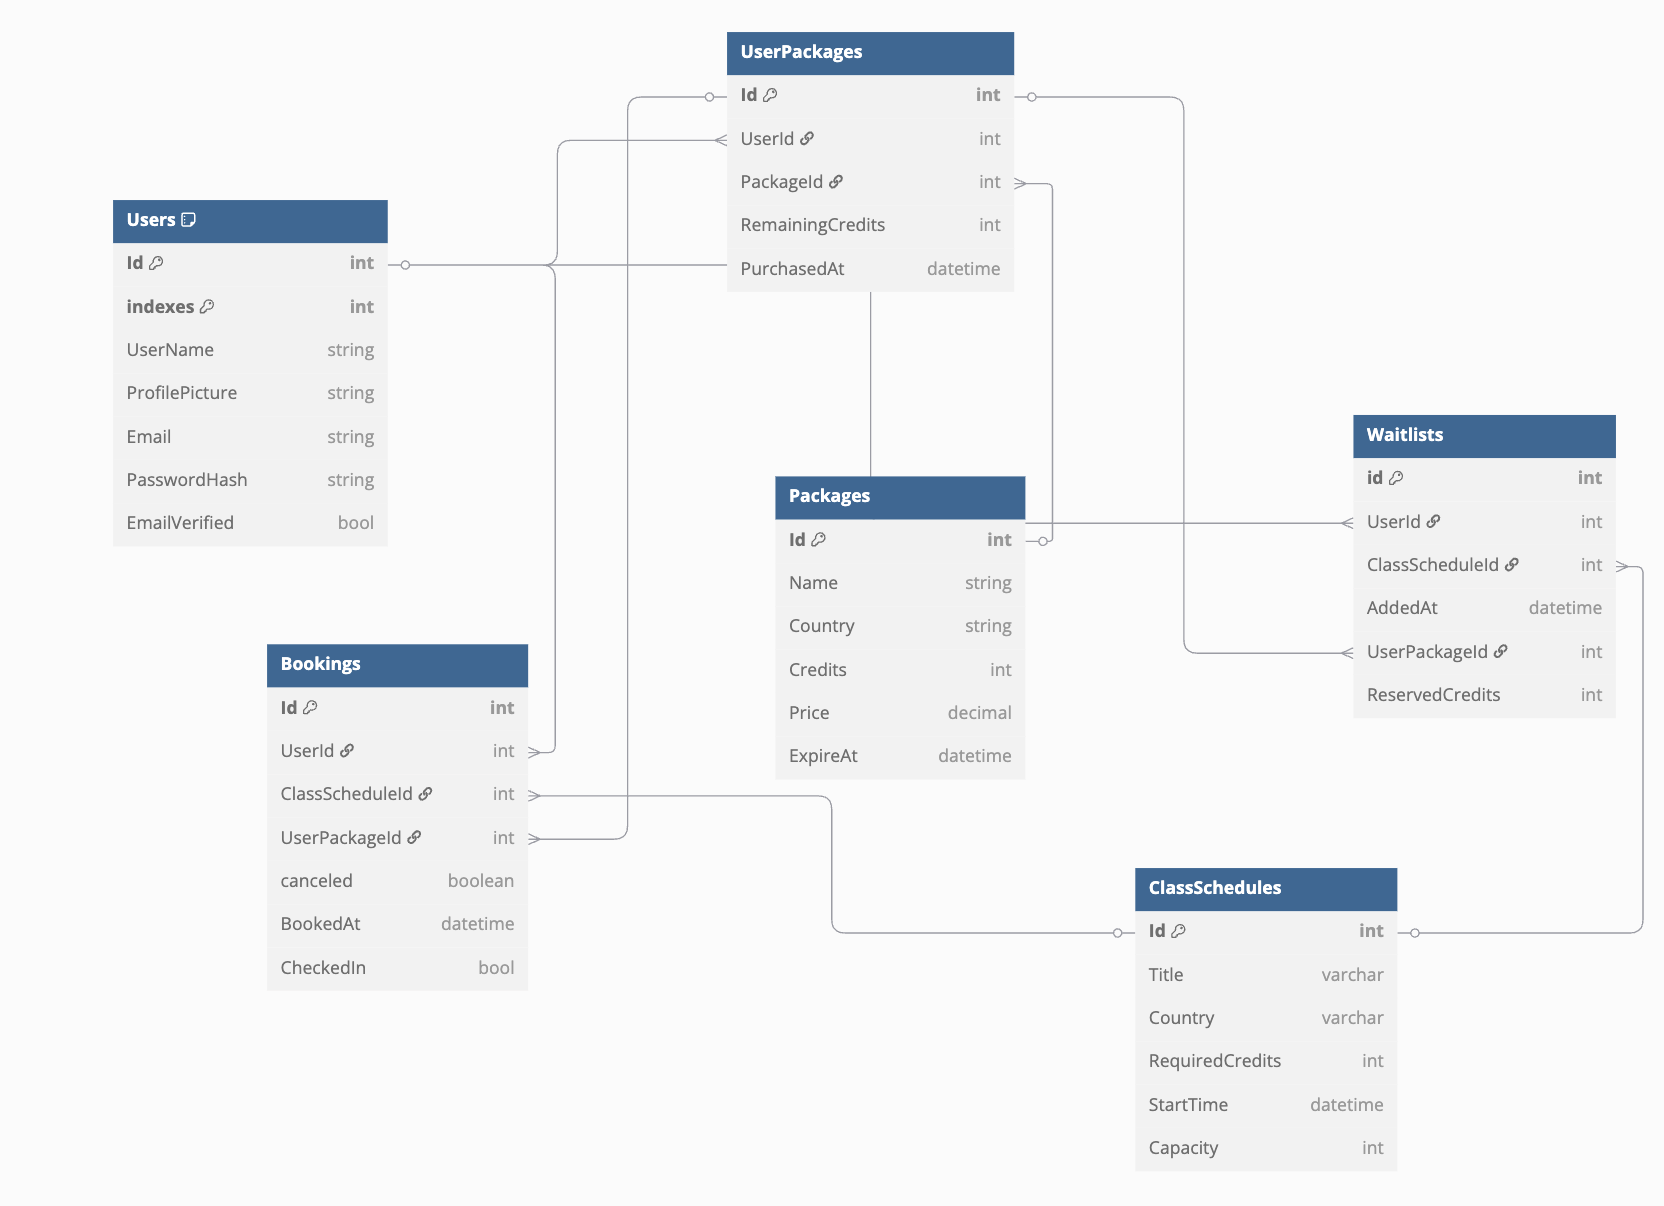 UserPackages
Id int
UserId int
PackageId int
RemainingCredits int
PurchasedAt datetime
Users
Id int
indexes int
UserName string
ProfilePicture string
Email string
PasswordHash string
EmailVerified bool
Waitlists
id int
UserId int
ClassScheduleId int
AddedAt datetime
UserPackageId int
ReservedCredits int
Packages
Id int
Name string
Country string
Credits int
Price decimal
ExpireAt datetime
Bookings
Id int
UserId int
ClassScheduleId int
UserPackageId int
canceled boolean
BookedAt datetime
CheckedIn bool
ClassSchedules
Id int
Title varchar
Country varchar
RequiredCredits int
StartTime datetime
Capacity int